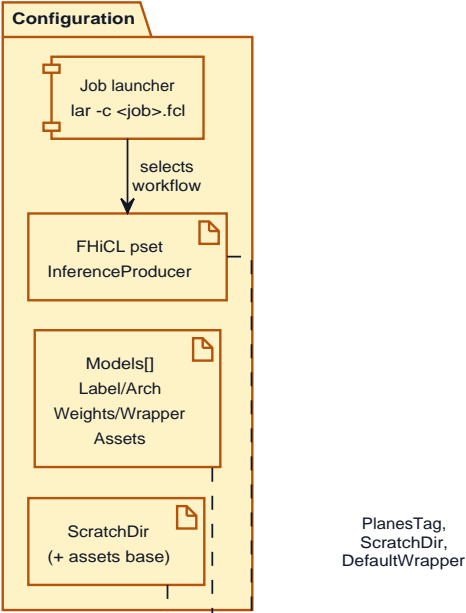 Configuration
Job launcher
lar -c <job>.fcl
selects
workflow
FHiCL pset
InferenceProducer
Models[]
Label/Arch
Weights/Wrapper
Assets
ScratchDir
(+ assets base)
PlanesTag,
ScratchDir,
DefaultWrapper